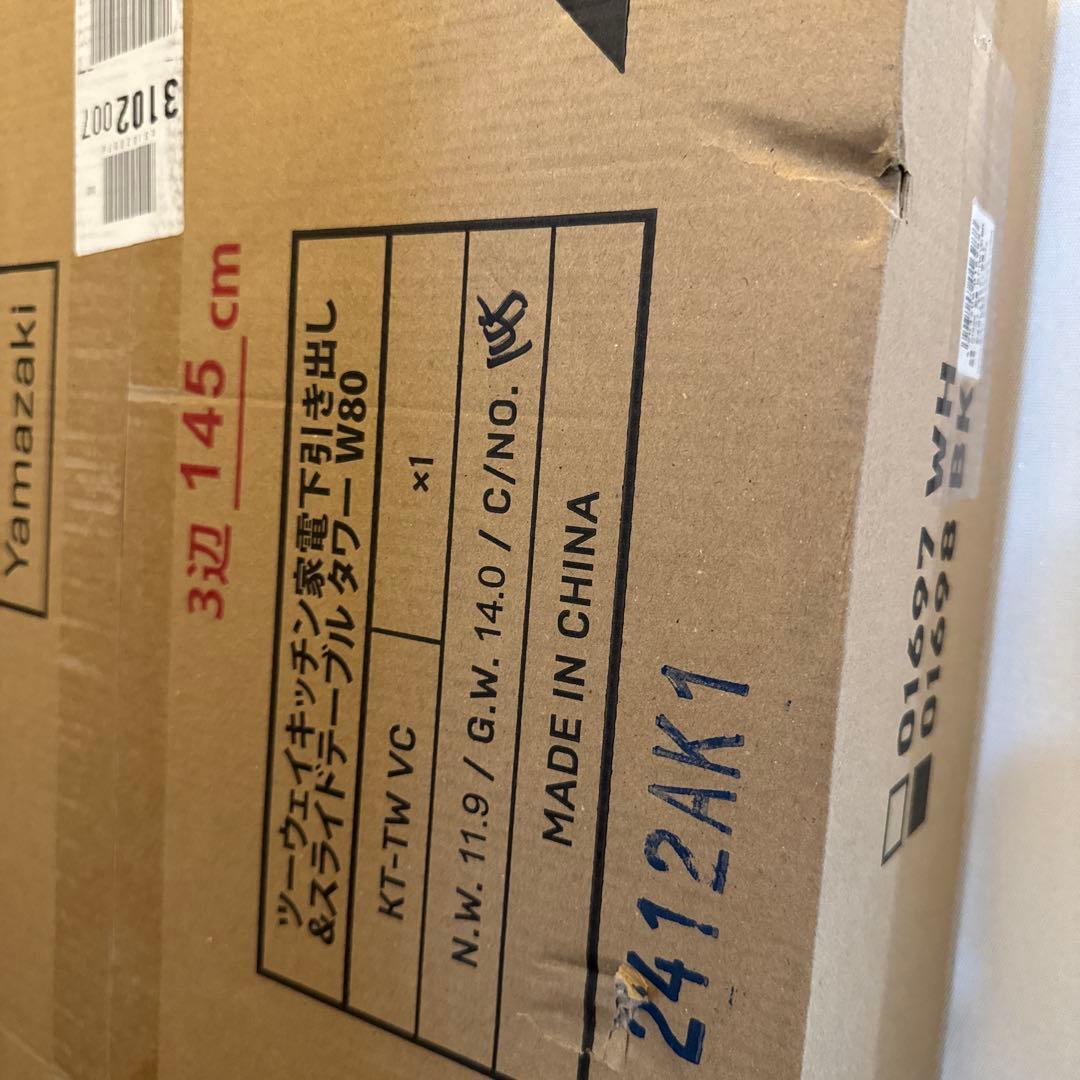 3102007
Yamazaki
3辺 145 cm
ツーウェイキッチン家電下引き出し
&スライドテーブル タワー W80
KT-TW VC
×1
N.W. 11.9 / G.W. 14.0 / C/NO.
MADE IN CHINA
2412AK1
01697 WH
01698 BK